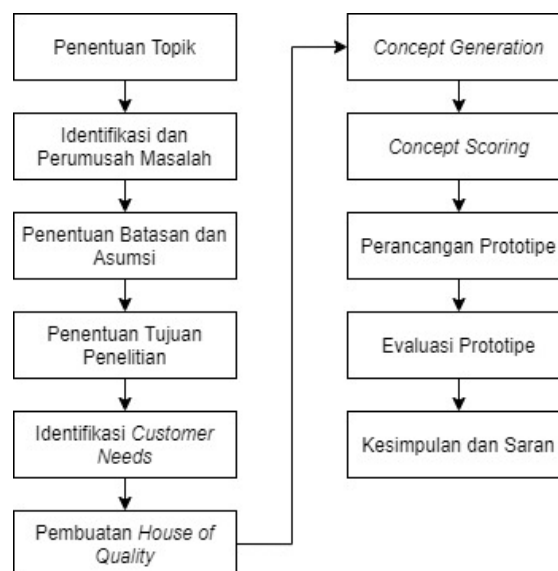 Penentuan Topik
Identifikasi dan
Perumusah Masalah
Penentuan Batasan dan
Asumsi
Penentuan Tujuan
Penelitian
Identifikasi Customer
Needs
Pembuatan House of
Quality
Concept Generation
Concept Scoring
Perancangan Prototipe
Evaluasi Prototipe
Kesimpulan dan Saran